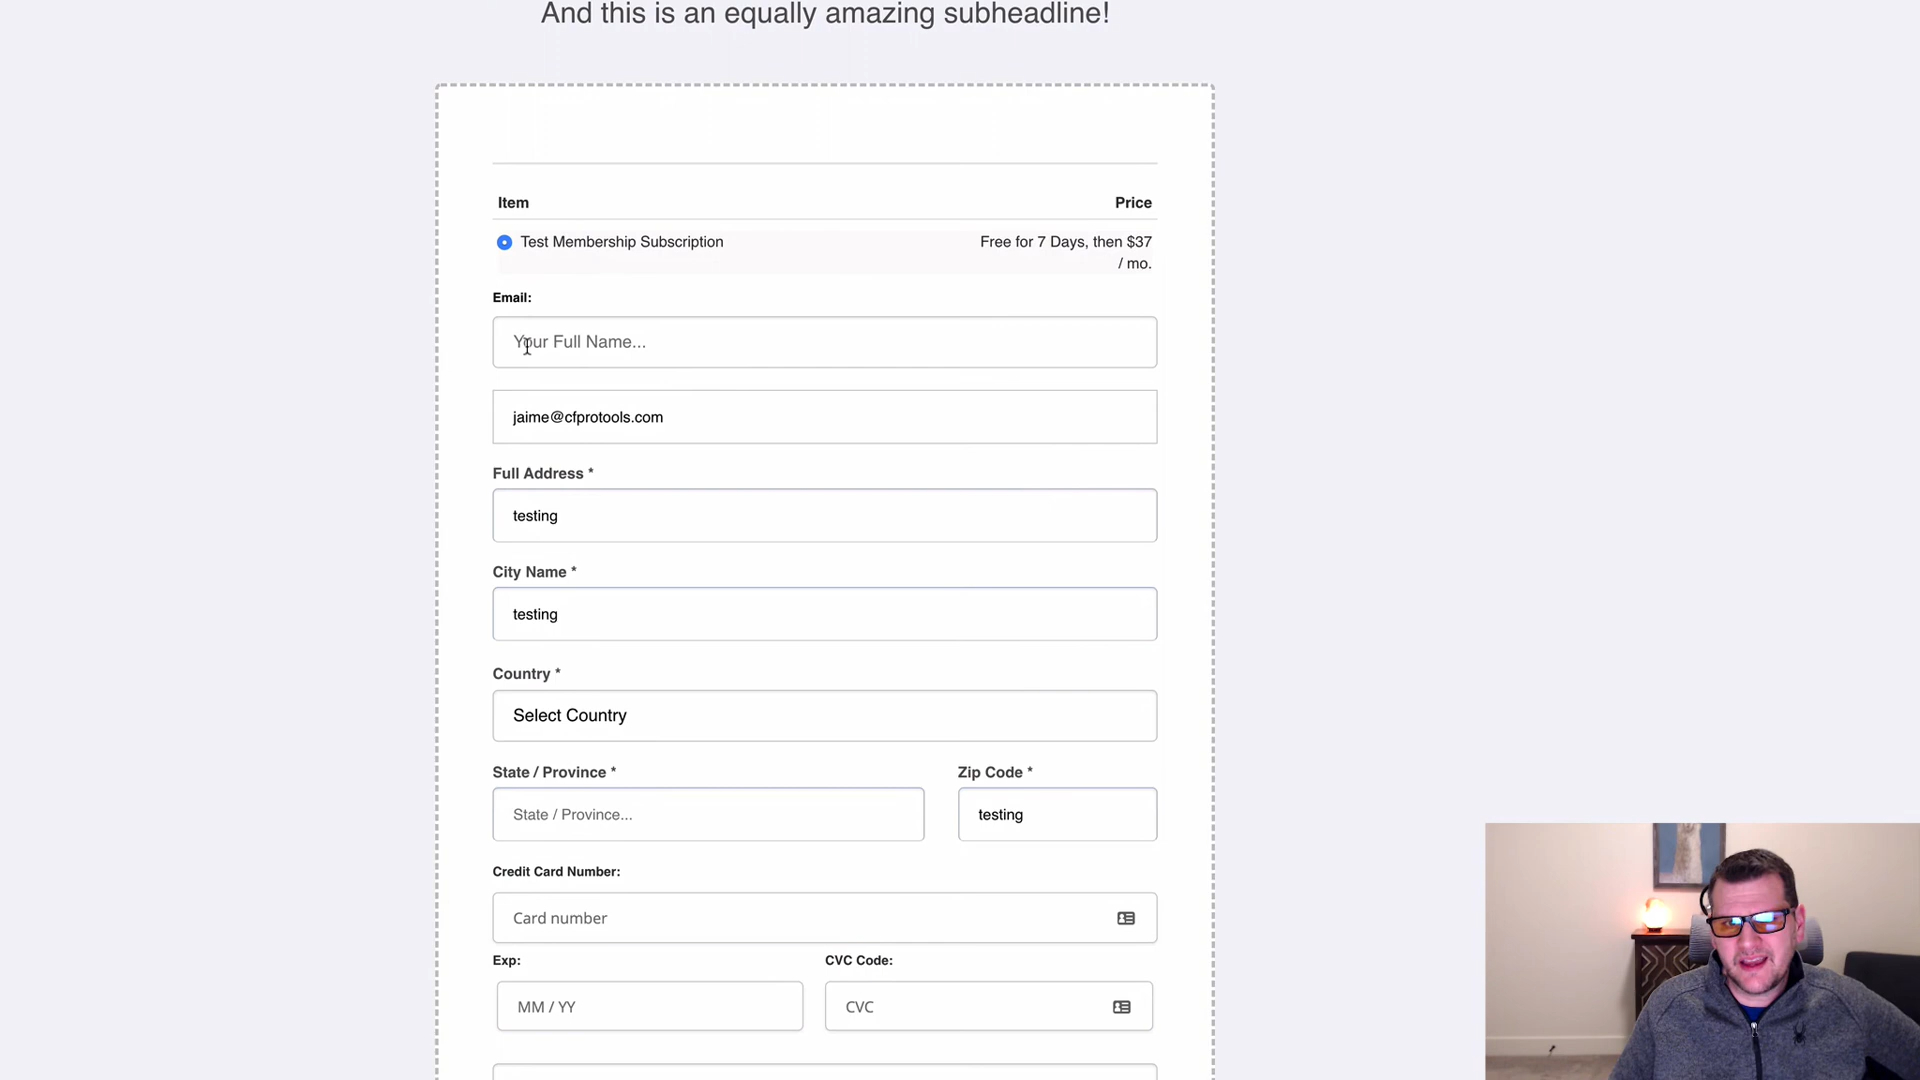 And this is an equally amazing subheadline!
Item Price
Test Membership Subscription Free for 7 Days, then $37
/ mo.
Email:
Your Full Name...
jaime@cfprotools.com
Full Address *
testing
City Name *
testing
Country *
Select Country
State / Province * Zip Code *
State / Province... testing
Credit Card Number:
Card number
Exp: CVC Code:
MM / YY CVC